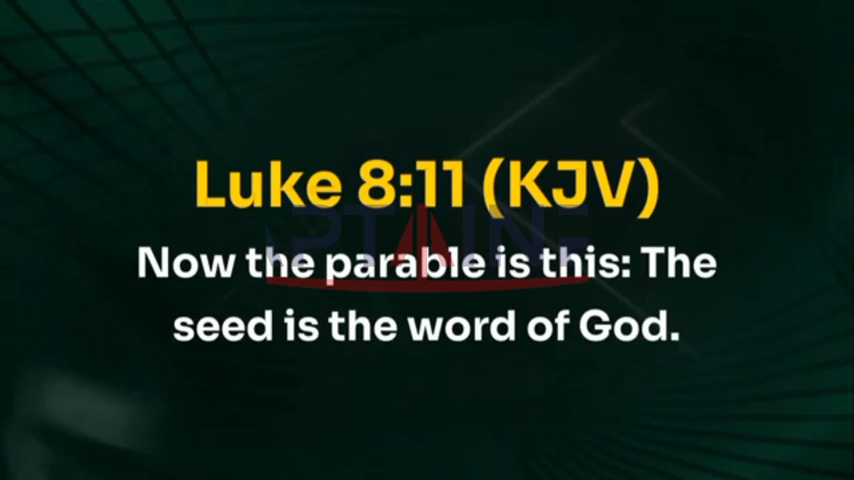 Luke 8:11 (KJV)
Now the parable is this: The
seed is the word of God.